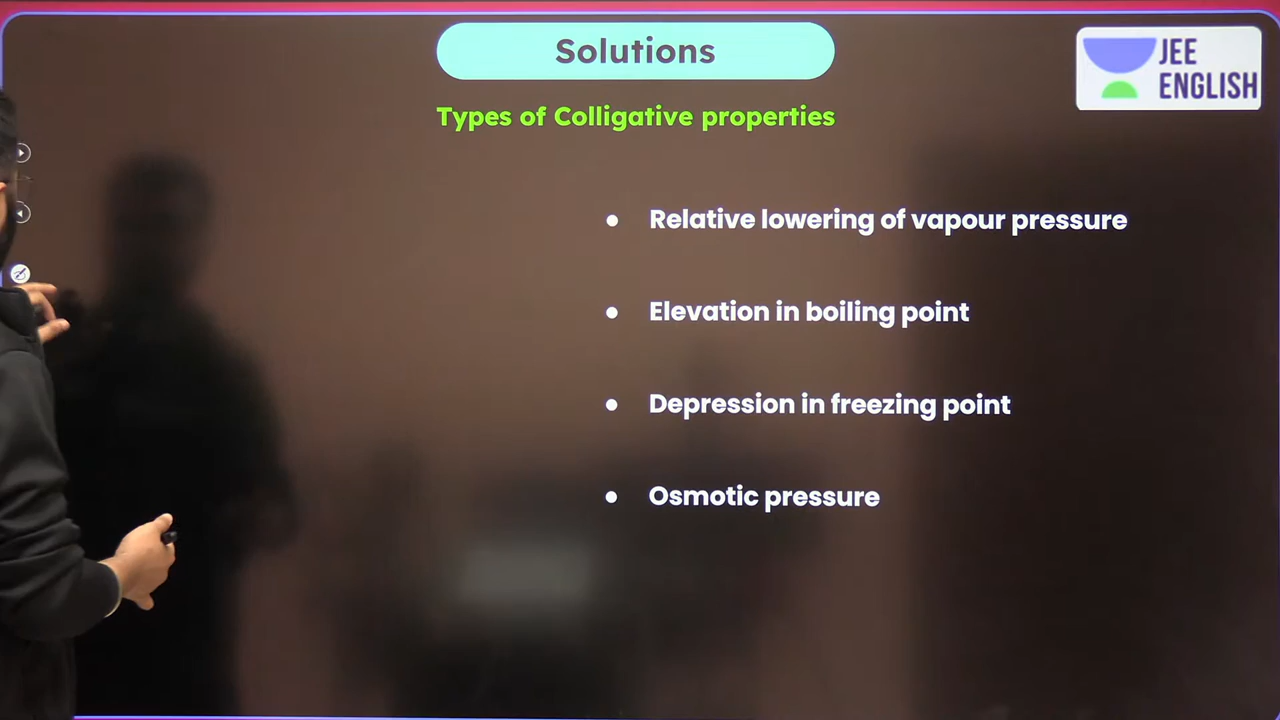 Solutions
JEE
ENGLISH
Types of Colligative properties
● Relative lowering of vapour pressure
● Elevation in boiling point
● Depression in freezing point
● Osmotic pressure